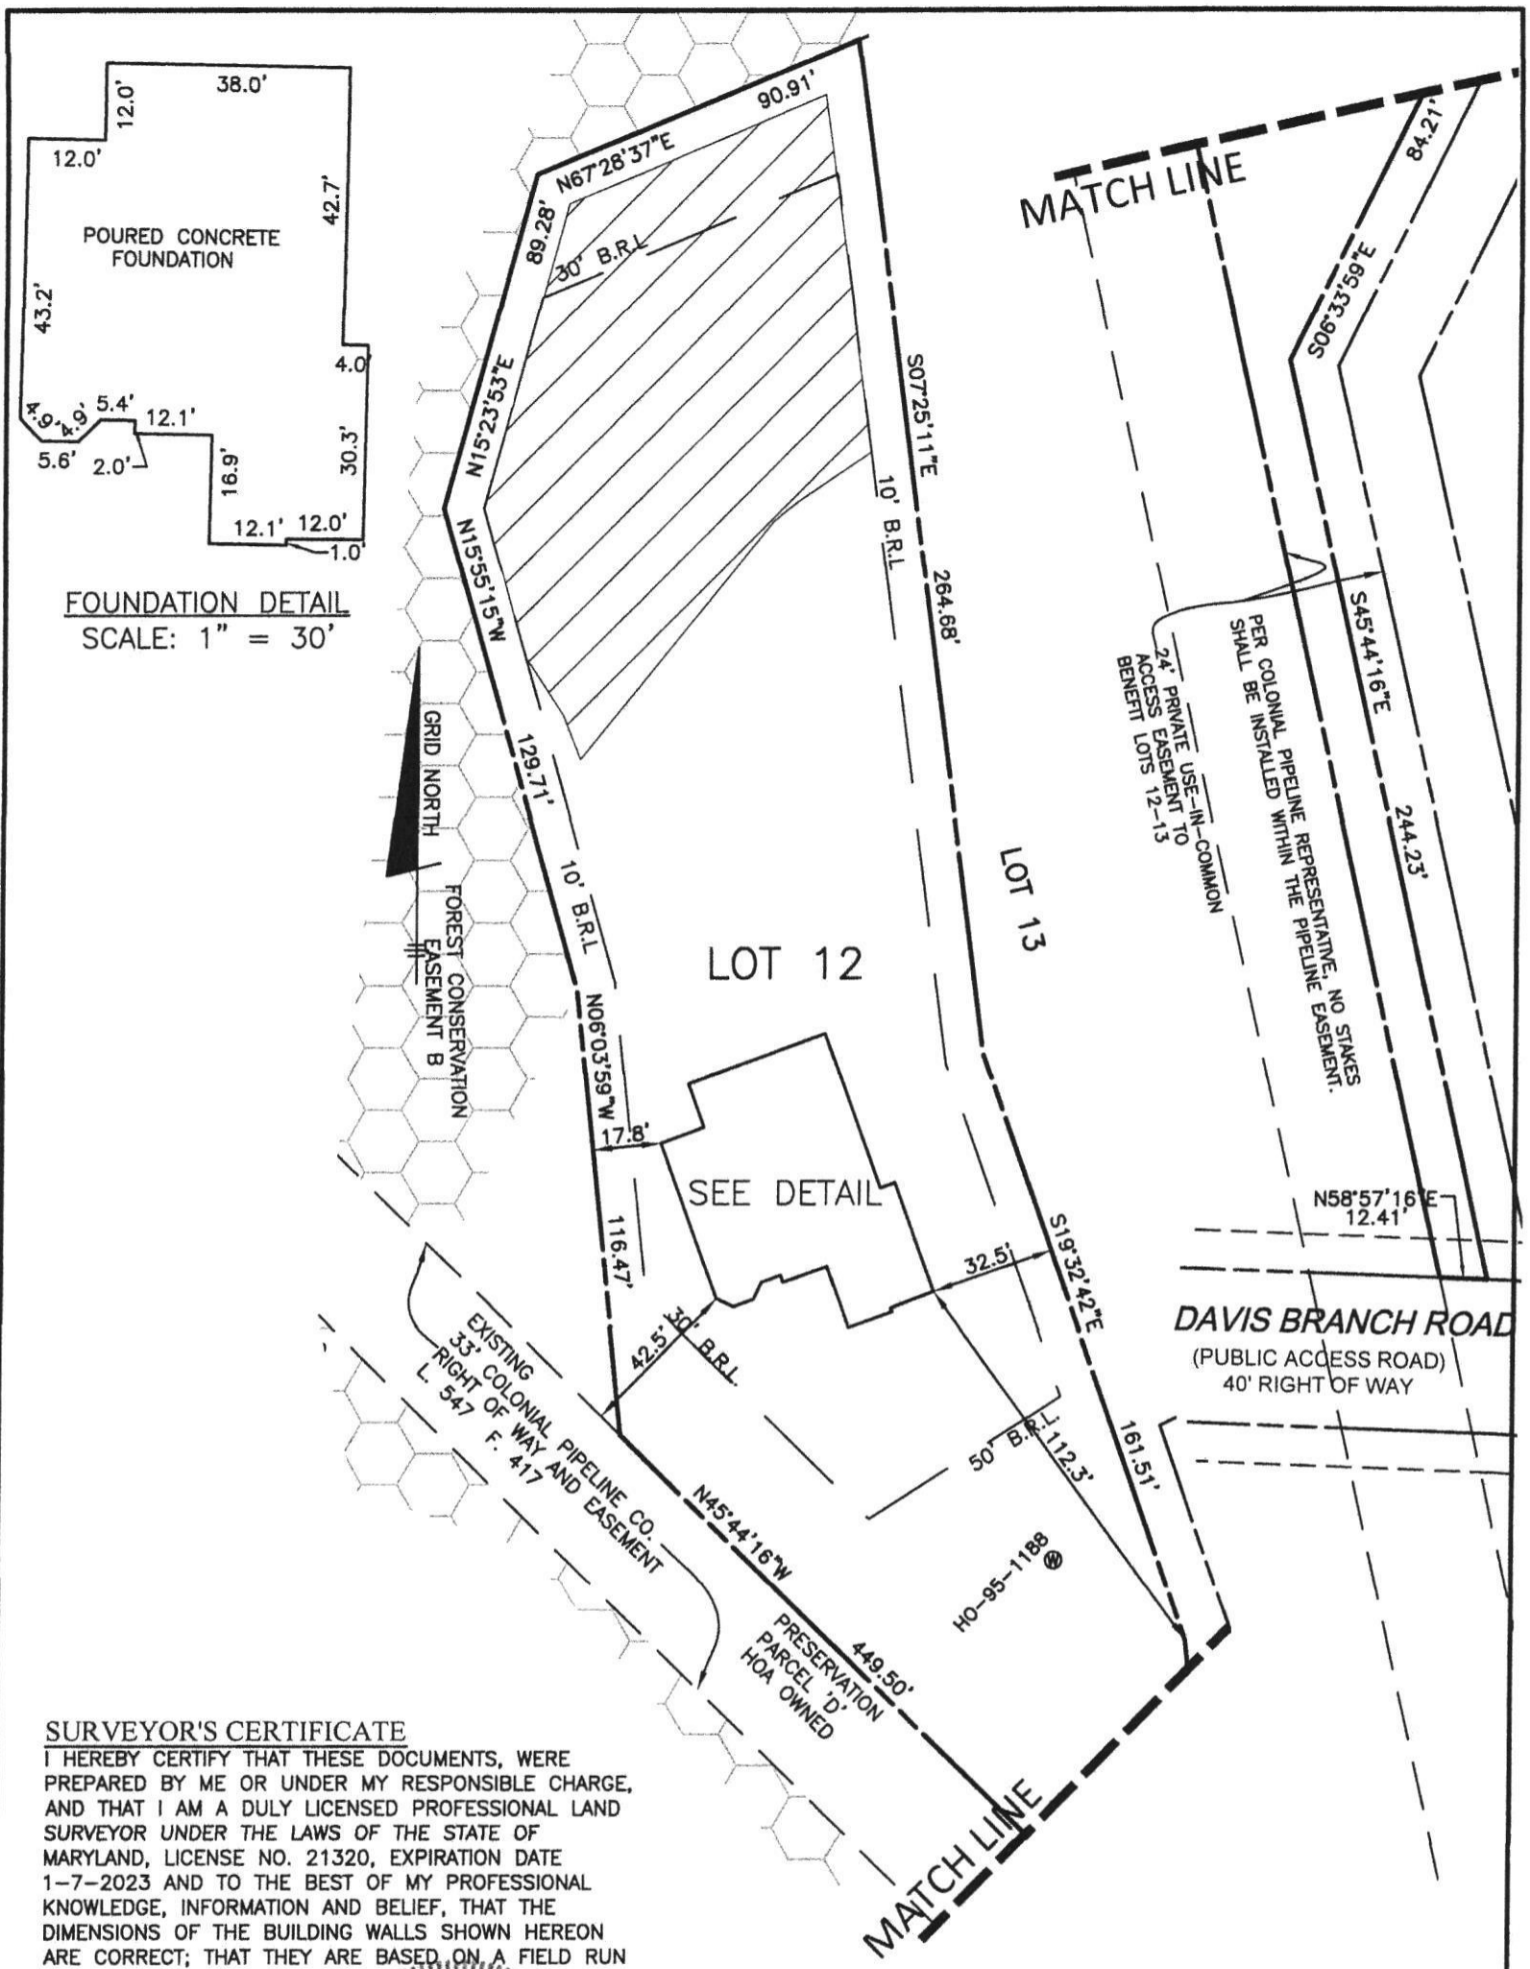 38.0'
12.0'
12.0'
42.7'
POURED CONCRETE
FOUNDATION
43.2'
4.0'
4.9'
4.9'
5.4'
12.1'
5.6'
2.0'
16.9'
30.3'
12.1'
12.0'
1.0'
FOUNDATION DETAIL
SCALE: 1" = 30'
90.91'
N67°28'37"E
89.28'
30' B.R.L
N15°23'53"E
N15°55'15"W
129.71'
10' B.R.L
S07°25'11"E
10' B.R.L
264.68'
GRID NORTH
FOREST CONSERVATION
EASEMENT B
LOT 12
LOT 13
N06°03'59"W
17.8'
116.47'
SEE DETAIL
32.5'
S19°32'42"E
161.51'
42.5'
30' B.R.L.
50' B.R.L.
112.3'
HO-95-1188
W
EXISTING
33' COLONIAL PIPELINE CO.
RIGHT OF WAY AND EASEMENT
L. 547 F. 417
N45°44'16"W
449.50'
PRESERVATION
PARCEL 'D'
HOA OWNED
MATCH LINE
MATCH LINE
84.21'
S06°33'59"E
S45°44'16"E
244.23'
24' PRIVATE USE-IN-COMMON
ACCESS EASEMENT TO
BENEFIT LOTS 12-13
PER COLONIAL PIPELINE REPRESENTATIVE, NO STAKES
SHALL BE INSTALLED WITHIN THE PIPELINE EASEMENT.
N58°57'16"E
12.41'
DAVIS BRANCH ROAD
(PUBLIC ACCESS ROAD)
40' RIGHT OF WAY
SURVEYOR'S CERTIFICATE
I HEREBY CERTIFY THAT THESE DOCUMENTS, WERE
PREPARED BY ME OR UNDER MY RESPONSIBLE CHARGE,
AND THAT I AM A DULY LICENSED PROFESSIONAL LAND
SURVEYOR UNDER THE LAWS OF THE STATE OF
MARYLAND, LICENSE NO. 21320, EXPIRATION DATE
1-7-2023 AND TO THE BEST OF MY PROFESSIONAL
KNOWLEDGE, INFORMATION AND BELIEF, THAT THE
DIMENSIONS OF THE BUILDING WALLS SHOWN HEREON
ARE CORRECT; THAT THEY ARE BASED ON A FIELD RUN